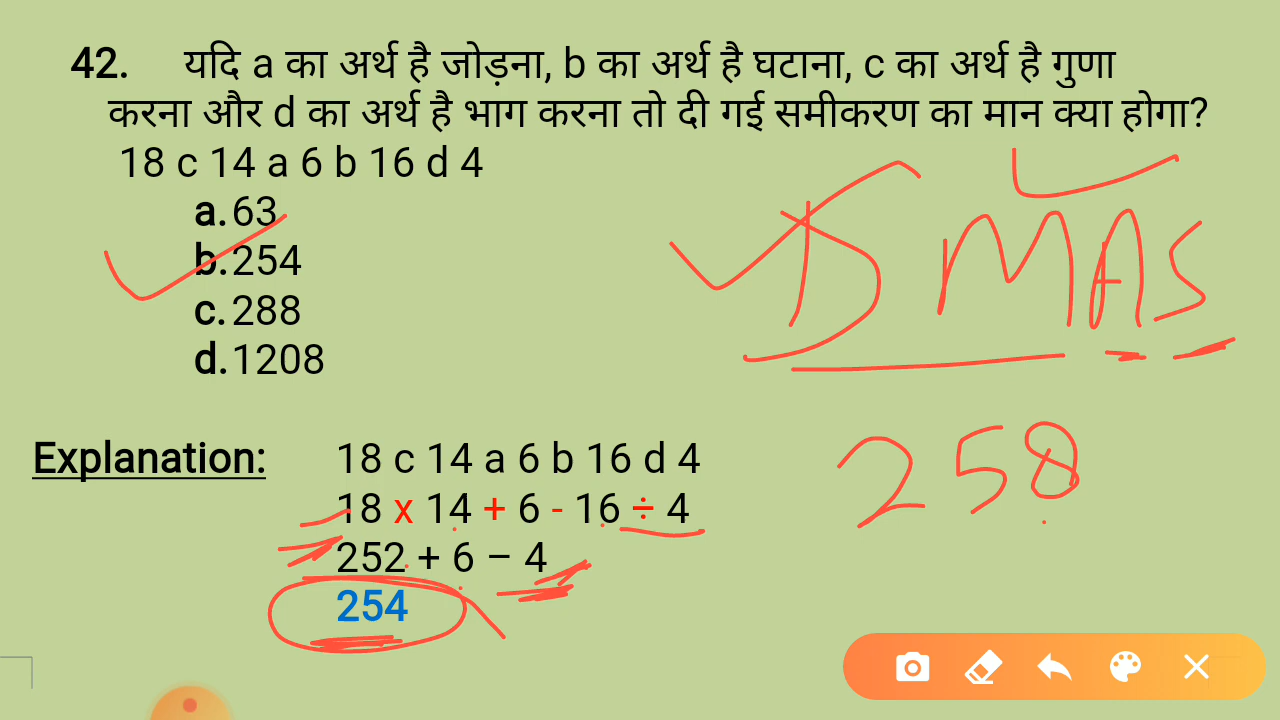 42. यदि a का अर्थ है जोड़ना, b का अर्थ है घटाना, c का अर्थ है गुणा
करना और d का अर्थ है भाग करना तो दी गई समीकरण का मान क्या होगा?
18 c 14 a 6 b 16 d 4
a. 63
b. 254
c. 288
d. 1208
DMAS
Explanation: 18 c 14 a 6 b 16 d 4
258
18 x 14 + 6 - 16 ÷ 4
252 + 6 – 4
254